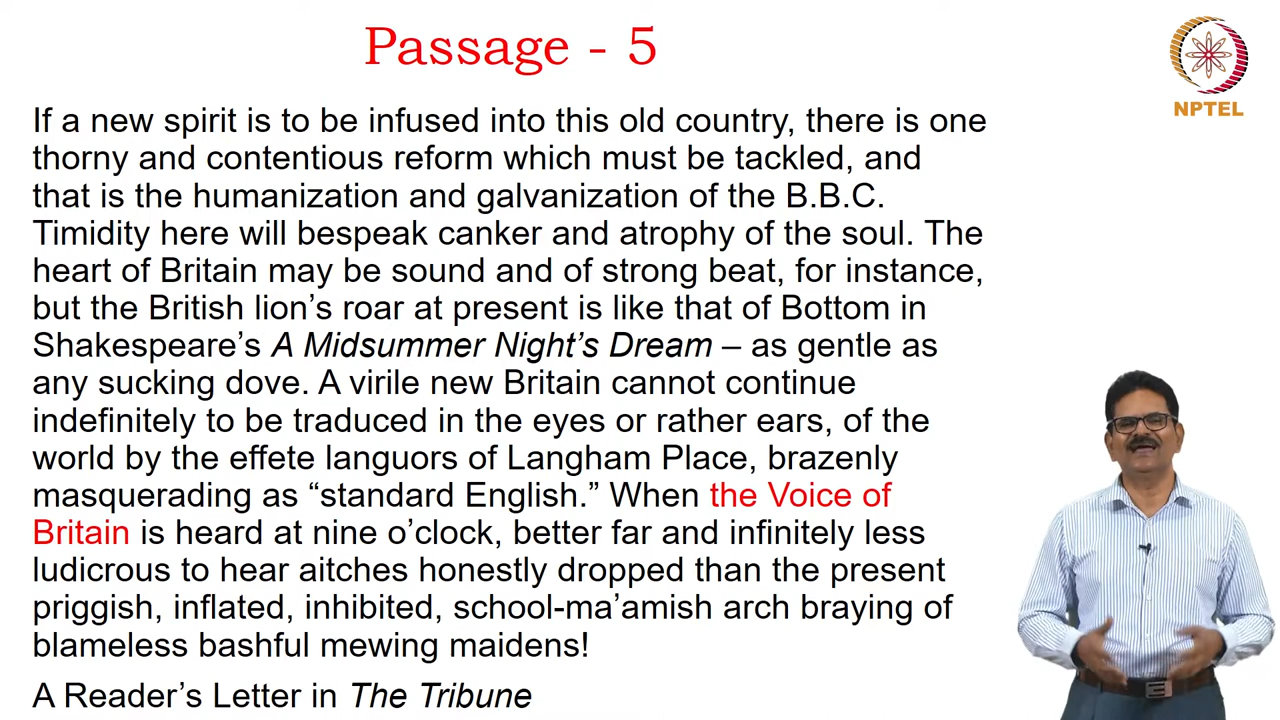 Passage - 5
NPTEL
If a new spirit is to be infused into this old country, there is one
thorny and contentious reform which must be tackled, and
that is the humanization and galvanization of the B.B.C.
Timidity here will bespeak canker and atrophy of the soul. The
heart of Britain may be sound and of strong beat, for instance,
but the British lion’s roar at present is like that of Bottom in
Shakespeare’s A Midsummer Night’s Dream – as gentle as
any sucking dove. A virile new Britain cannot continue
indefinitely to be traduced in the eyes or rather ears, of the
world by the effete languors of Langham Place, brazenly
masquerading as “standard English.” When the Voice of
Britain is heard at nine o’clock, better far and infinitely less
ludicrous to hear aitches honestly dropped than the present
priggish, inflated, inhibited, school-ma’amish arch braying of
blameless bashful mewing maidens!
A Reader’s Letter in The Tribune